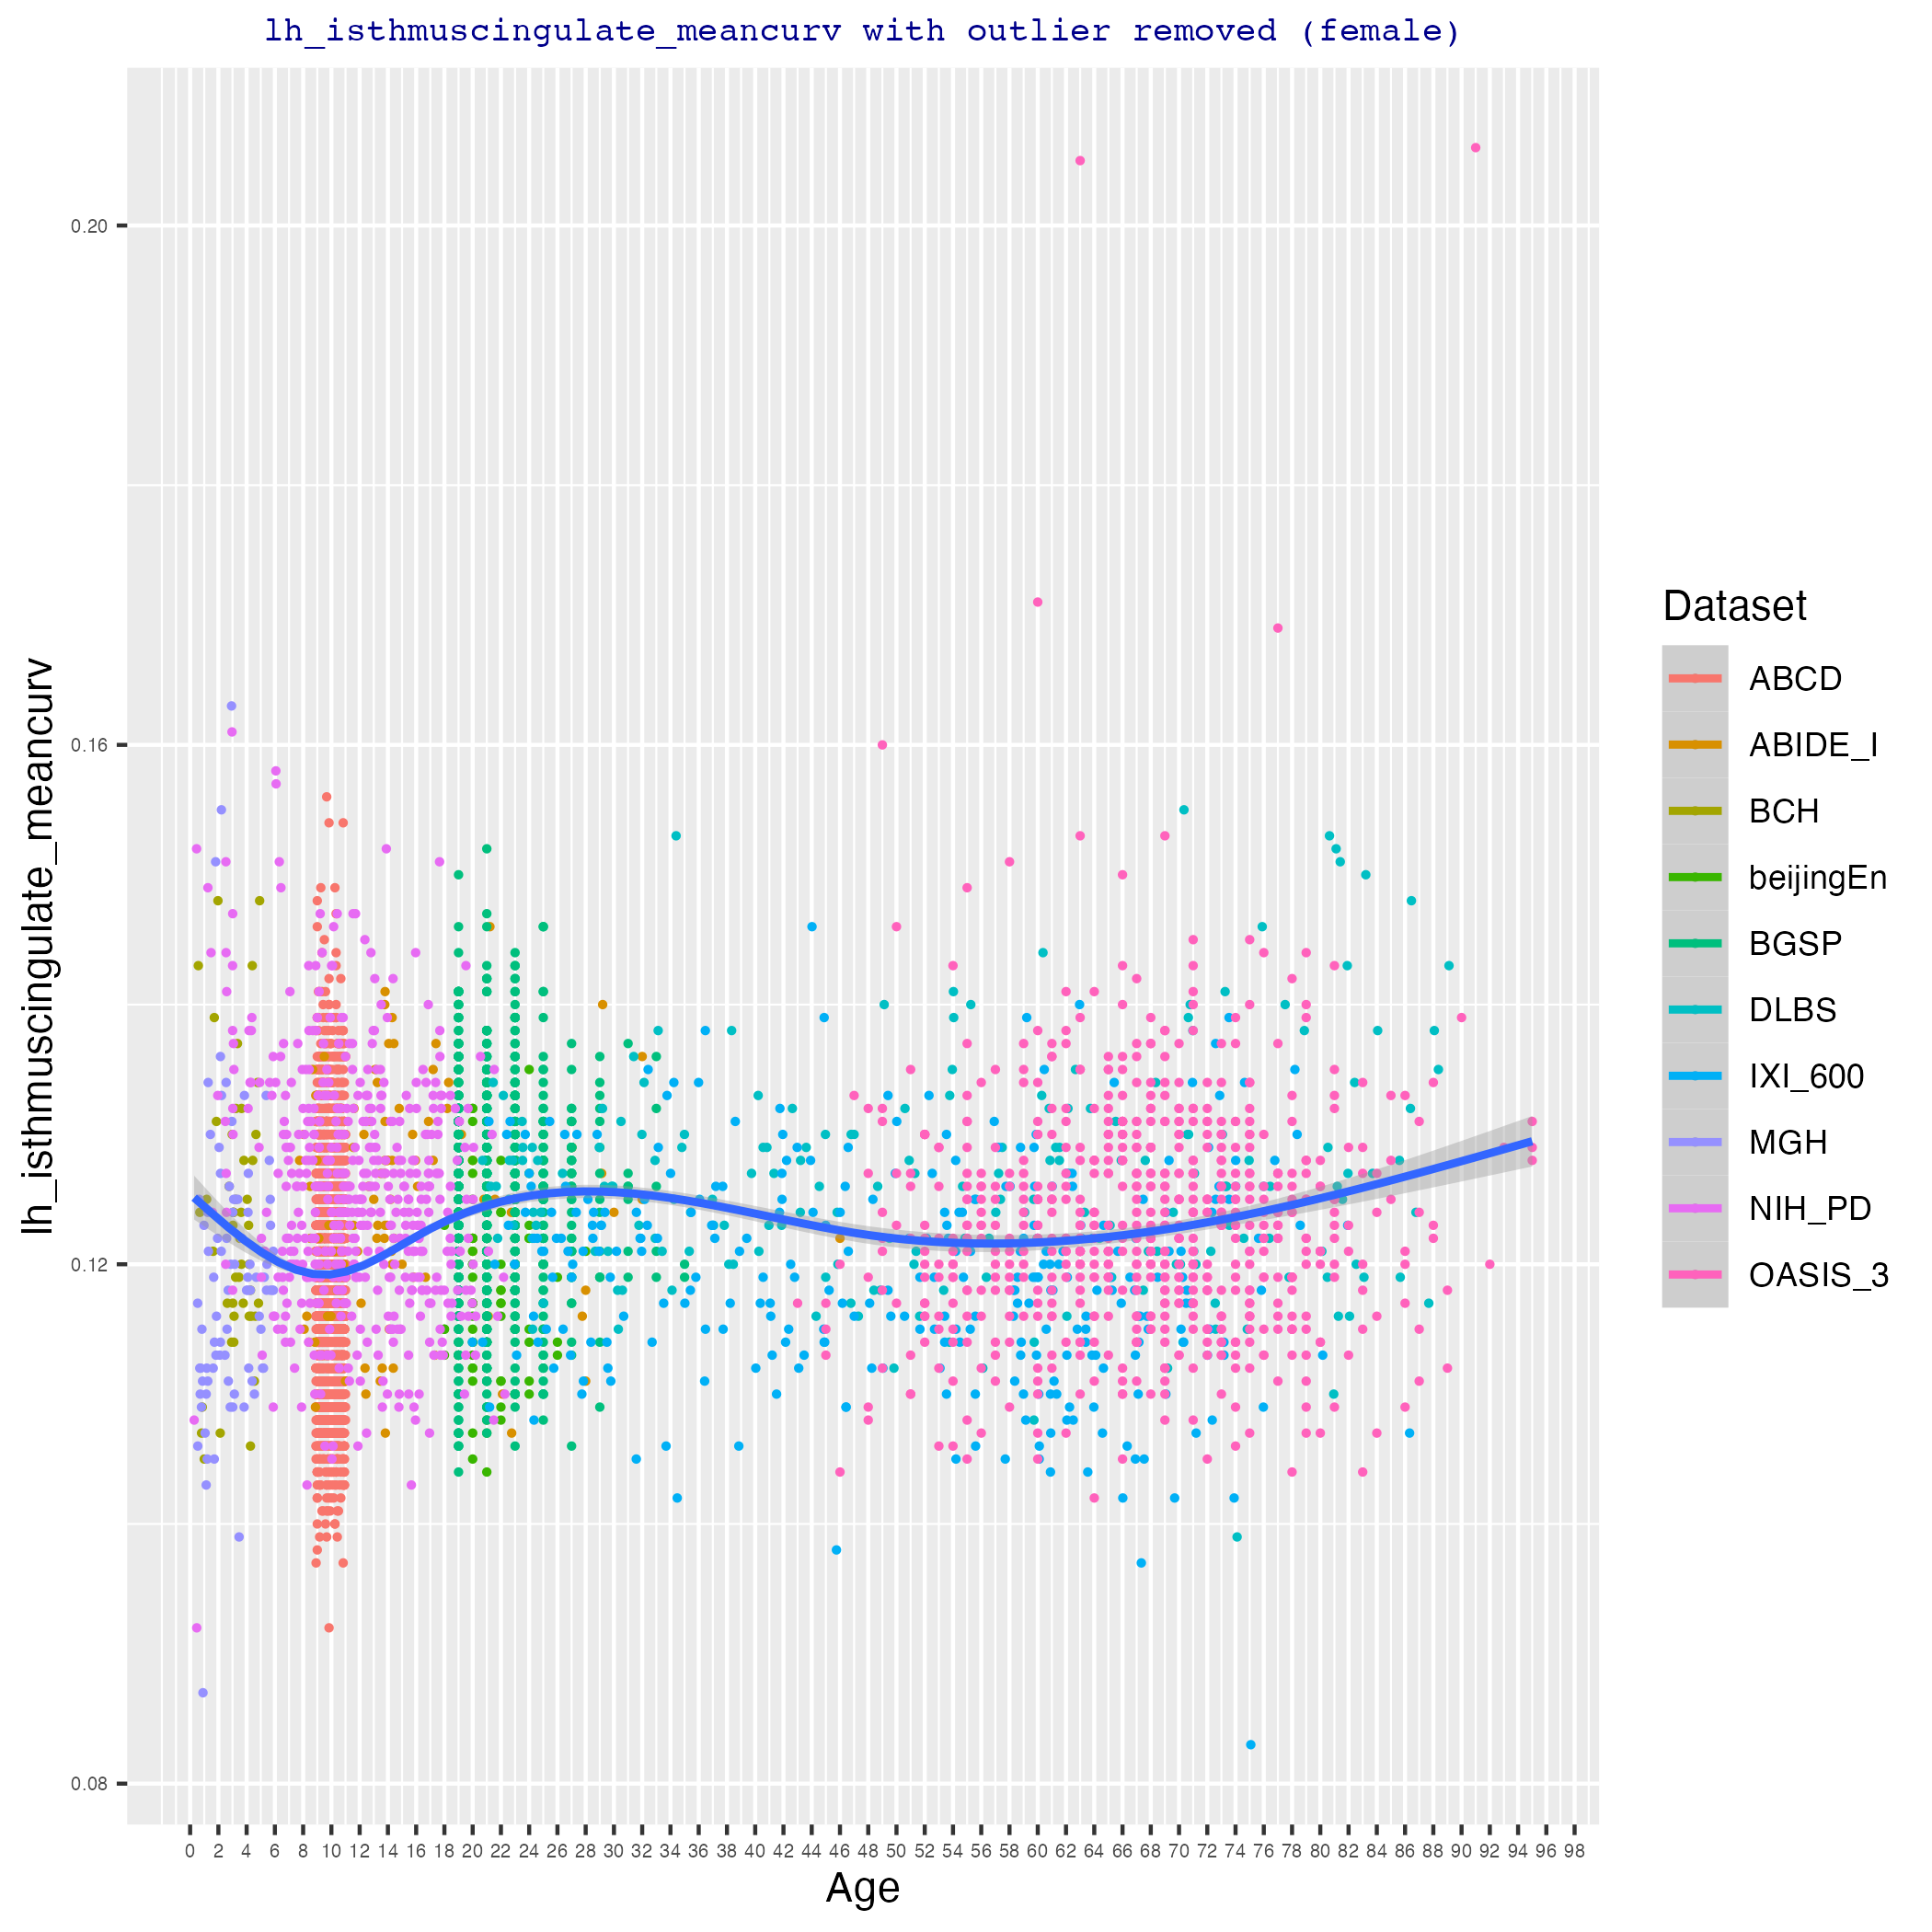 lh_isthmuscingulate_meancurv with outlier removed (female)
lh_isthmuscingulate_meancurv
0.20
0.16
0.12
0.08
0 2 4 6 8 10 12 14 16 18 20 22 24 26 28 30 32 34 36 38 40 42 44 46 48 50 52 54 56 58 60 62 64 66 68 70 72 74 76 78 80 82 84 86 88 90 92 94 96 98
Age
Dataset
ABCD
ABIDE_I
BCH
beijingEn
BGSP
DLBS
IXI_600
MGH
NIH_PD
OASIS_3